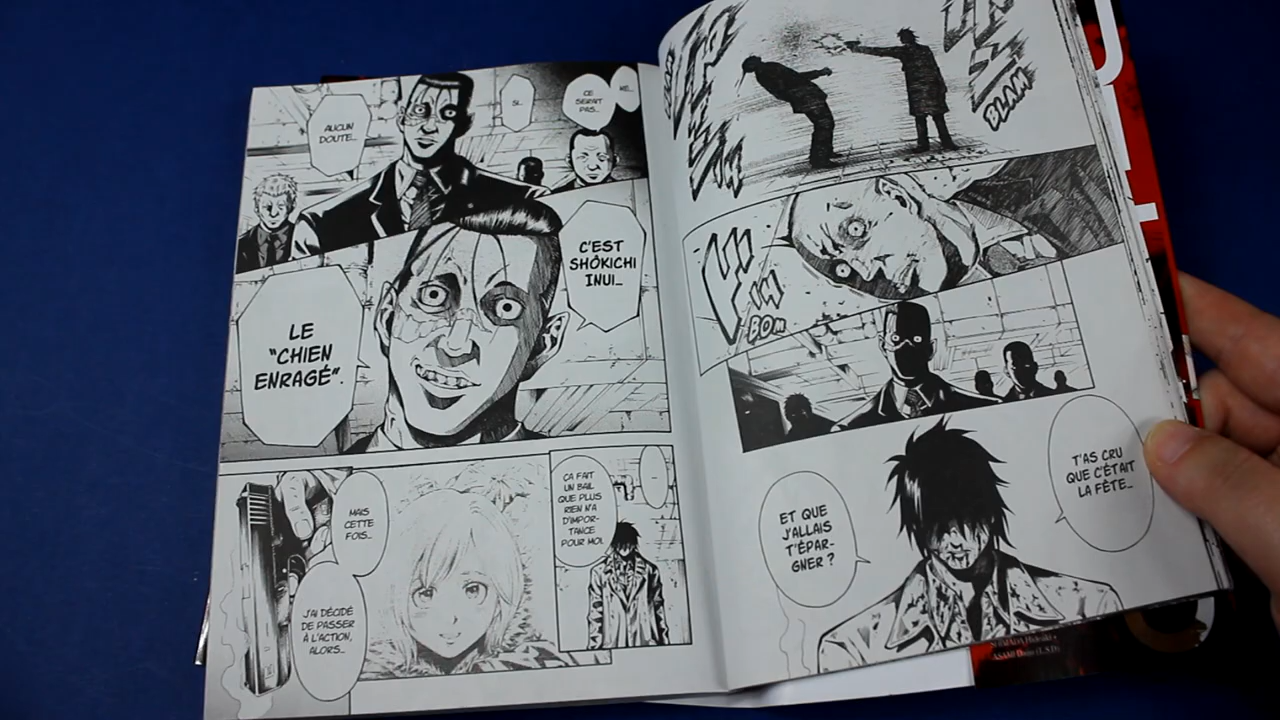 BLAM
BOM
T'AS CRU
QUE C'ÉTAIT
LA FÊTE...
ET QUE
J'ALLAIS
T'ÉPAR-
GNER ?
HÉ...
CE
SERAIT
PAS...
SI...
AUCUN
DOUTE...
C'EST
SHÔKICHI
INUI...
LE
"CHIEN
ENRAGÉ".
...
ÇA FAIT
UN BAIL
QUE PLUS
RIEN N'A
D'IMPOR-
TANCE
POUR MOI.
MAIS
CETTE
FOIS...
J'AI DÉCIDÉ
DE PASSER
À L'ACTION,
ALORS...